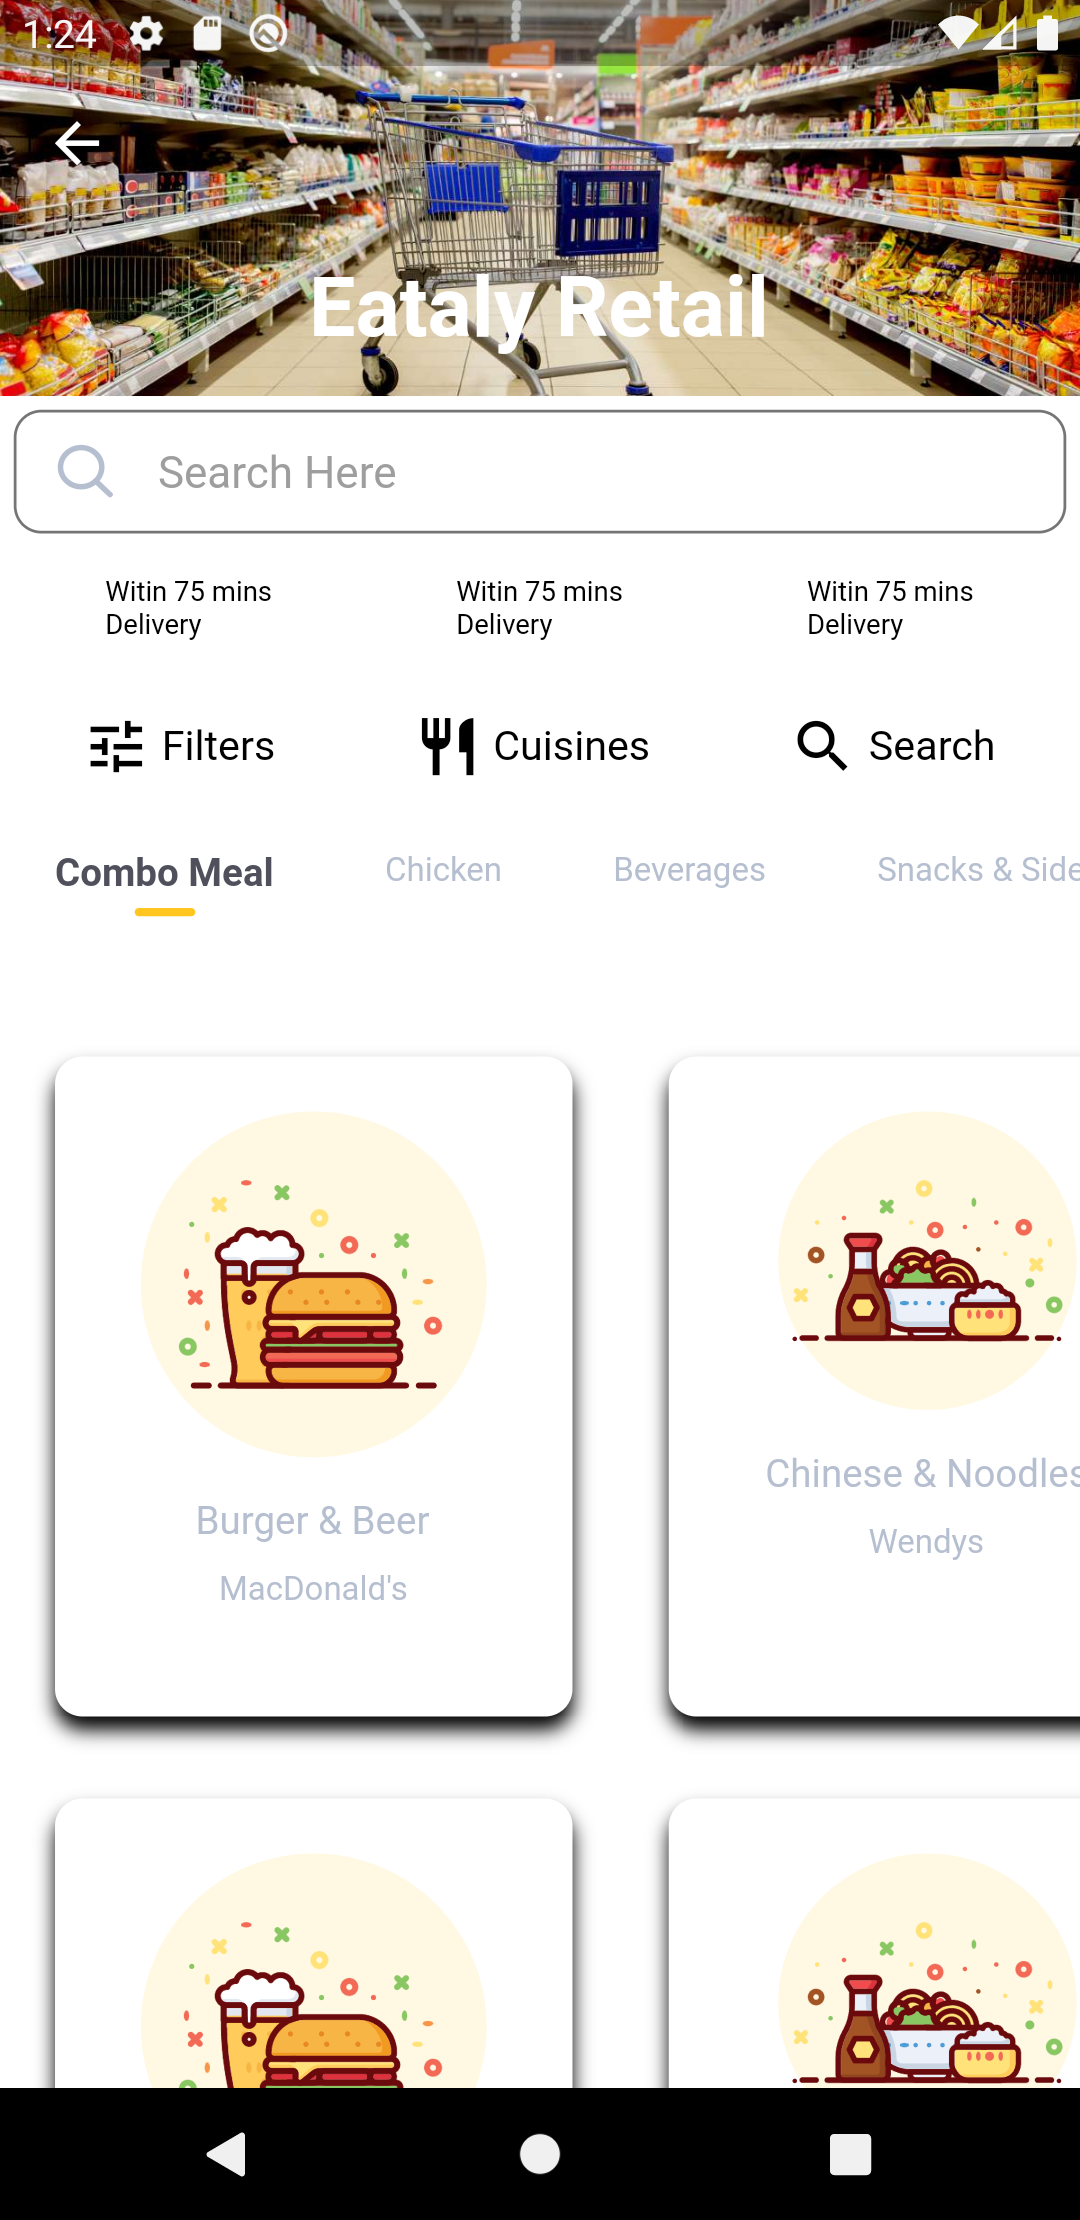 1:24
Eataly Retail
Search Here
Witin 75 mins Witin 75 mins Witin 75 mins
Delivery Delivery Delivery
Filters Cuisines Search
Combo Meal Chicken Beverages Snacks & Side
Burger & Beer
MacDonald's
Chinese & Noodles
Wendys